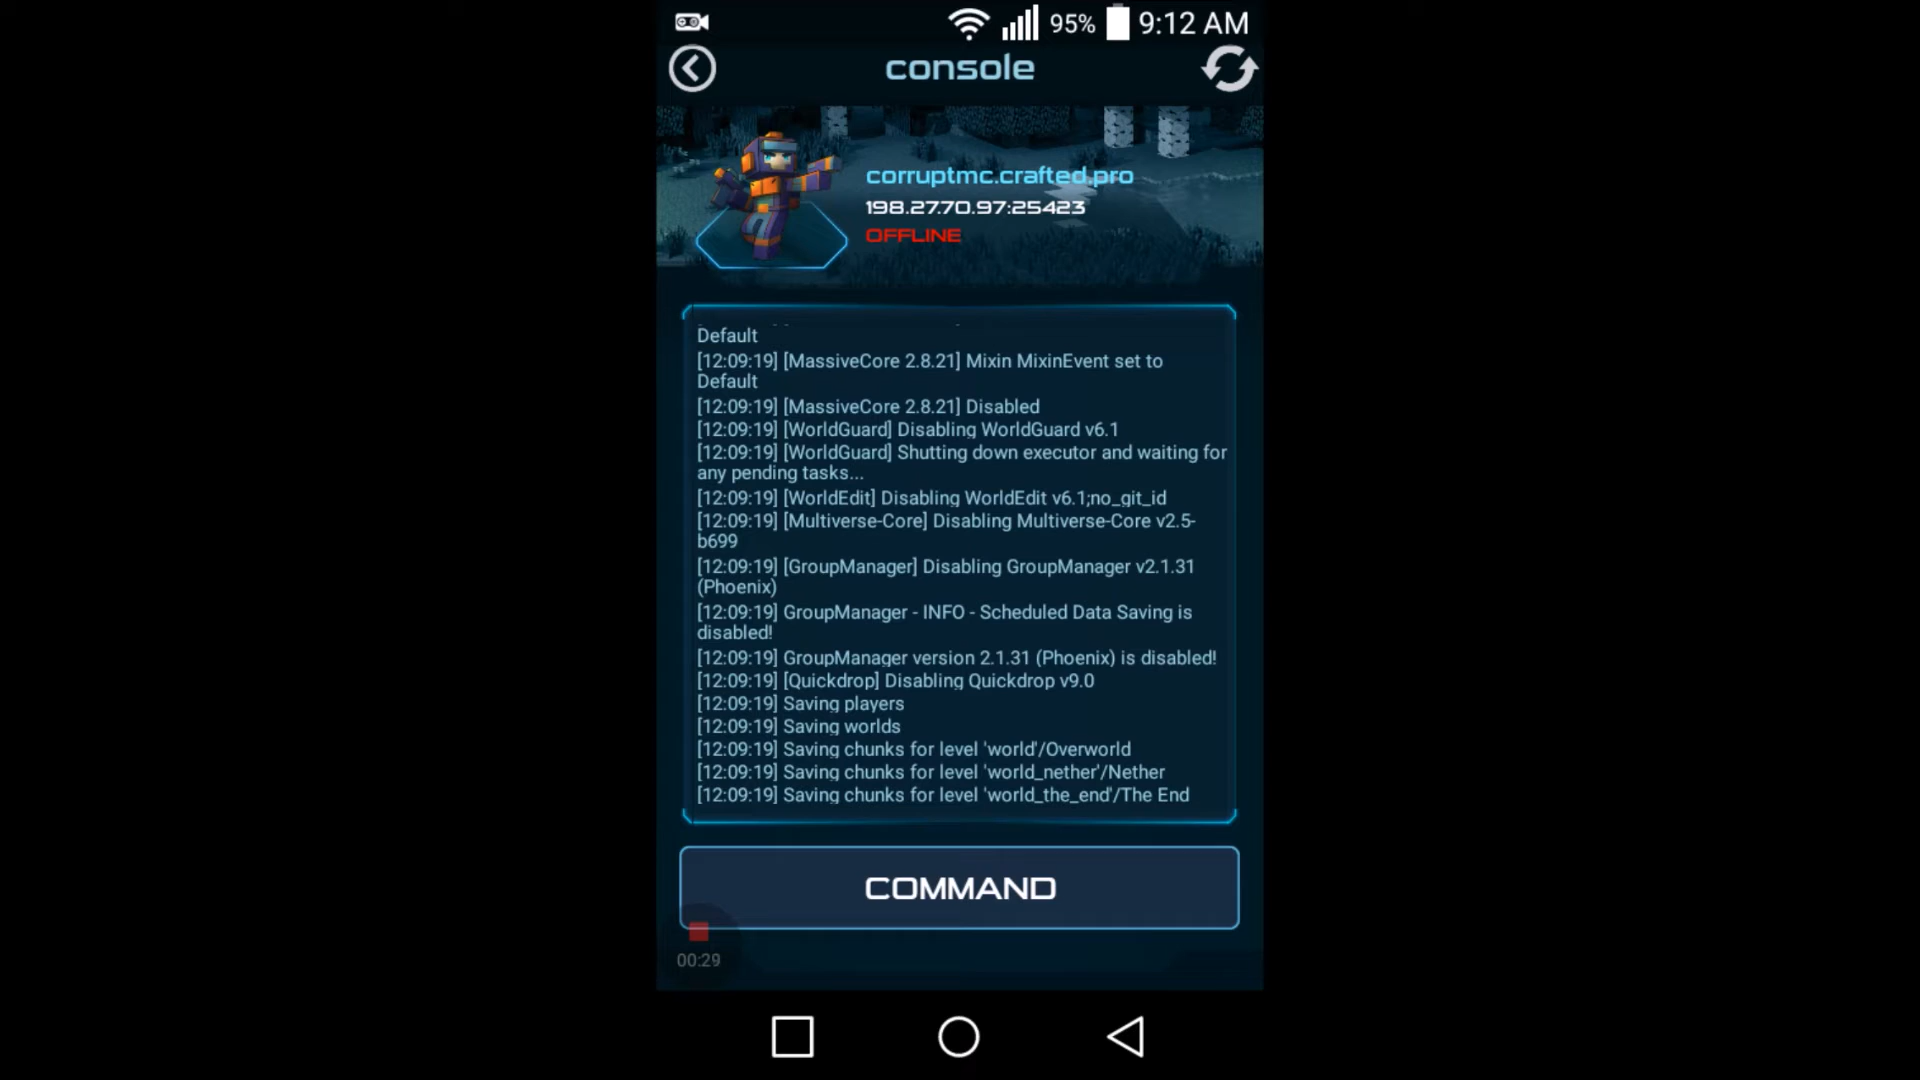 95% 9:12 AM
console
corruptmc.crafted.pro
198.27.70.97:25423
OFFLINE
Default
[12:09:19] [MassiveCore 2.8.21] Mixin MixinEvent set to
Default
[12:09:19] [MassiveCore 2.8.21] Disabled
[12:09:19] [WorldGuard] Disabling WorldGuard v6.1
[12:09:19] [WorldGuard] Shutting down executor and waiting for
any pending tasks...
[12:09:19] [WorldEdit] Disabling WorldEdit v6.1;no_git_id
[12:09:19] [Multiverse-Core] Disabling Multiverse-Core v2.5-
b699
[12:09:19] [GroupManager] Disabling GroupManager v2.1.31
(Phoenix)
[12:09:19] GroupManager - INFO - Scheduled Data Saving is
disabled!
[12:09:19] GroupManager version 2.1.31 (Phoenix) is disabled!
[12:09:19] [Quickdrop] Disabling Quickdrop v9.0
[12:09:19] Saving players
[12:09:19] Saving worlds
[12:09:19] Saving chunks for level 'world'/Overworld
[12:09:19] Saving chunks for level 'world_nether'/Nether
[12:09:19] Saving chunks for level 'world_the_end'/The End
COMMAND
00:29